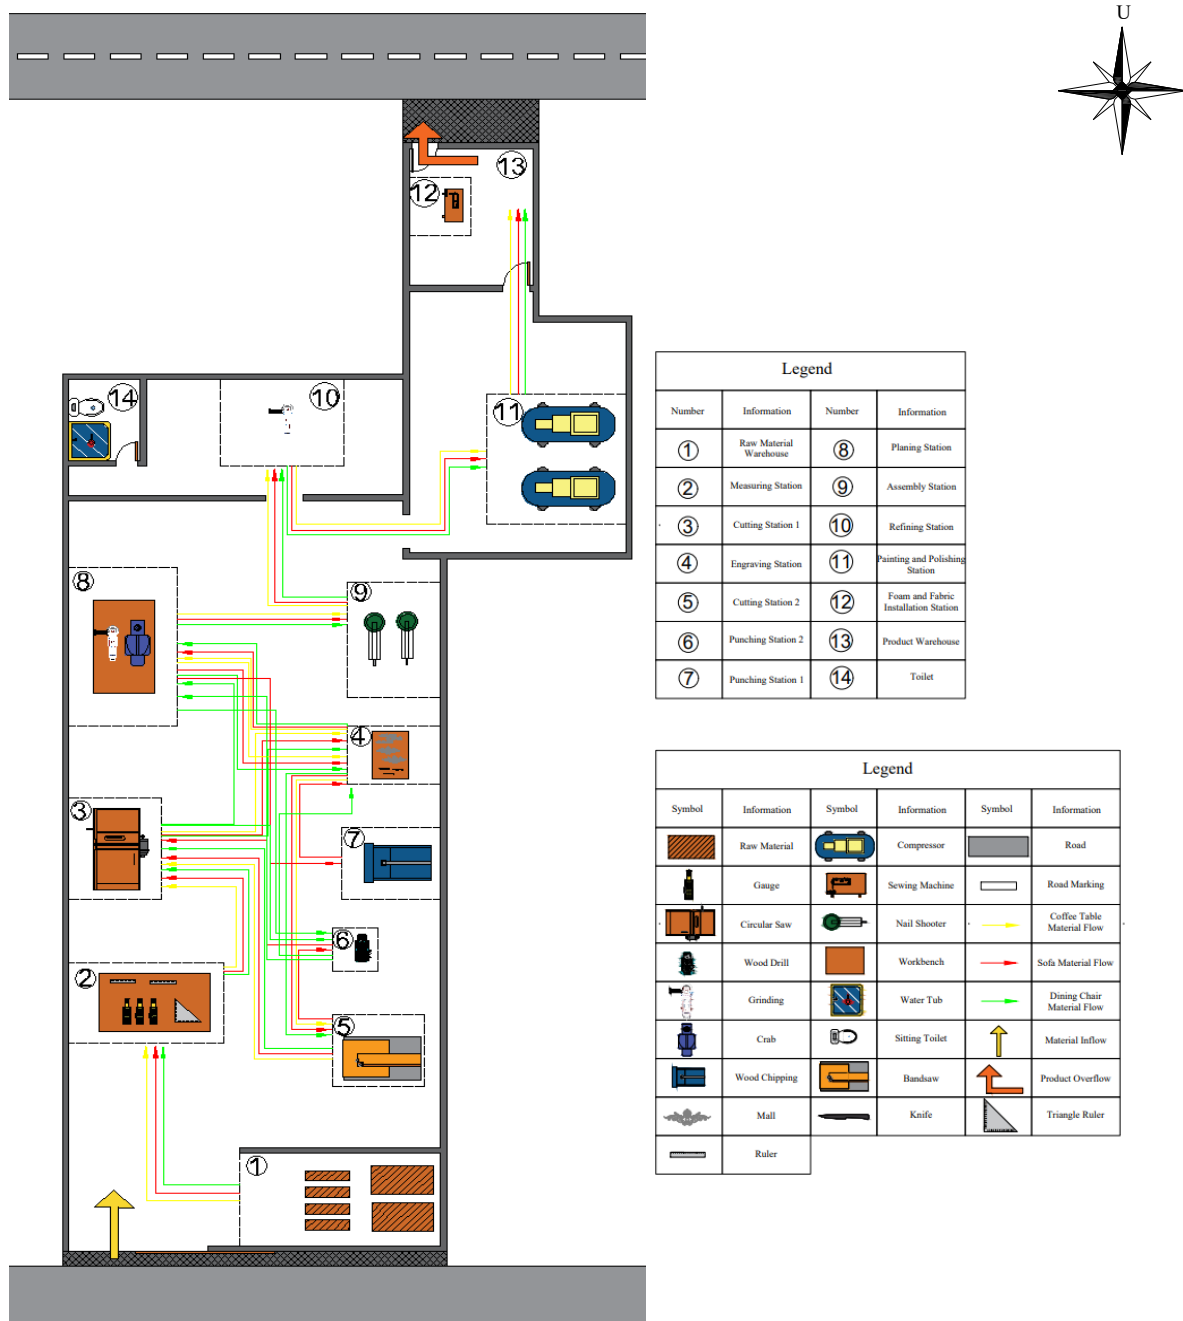 U
13
12
14
10
11
8
9
4
3
7
6
2
5
1
Legend
Number Information Number Information
1 Raw Material Warehouse 8 Planing Station
2 Measuring Station 9 Assembly Station
3 Cutting Station 1 10 Refining Station
4 Engraving Station 11 Painting and Polishing Station
5 Cutting Station 2 12 Foam and Fabric Installation Station
6 Punching Station 2 13 Product Warehouse
7 Punching Station 1 14 Toilet
Legend
Symbol Information Symbol Information Symbol Information
Raw Material Compressor Road
Gauge Sewing Machine Road Marking
Circular Saw Nail Shooter Coffee Table Material Flow
Wood Drill Workbench Sofa Material Flow
Grinding Water Tub Dining Chair Material Flow
Crab Sitting Toilet Material Inflow
Wood Chipping Bandsaw Product Overflow
Mall Knife Triangle Ruler
Ruler